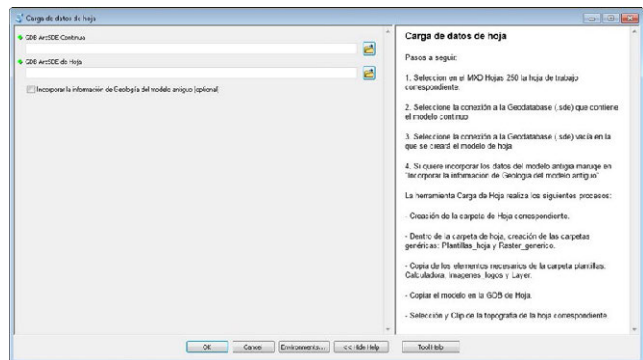 Carga de datos de hoja
GDB ArcSDE Continua
GDB ArcSDE de Hoja
Incorporar la información de Geología del modelo antiguo (optional)
OK
Cancel
Environments...
<< Hide Help
Carga de datos de hoja
Pasos a seguir:
1. Seleccion en el MXD Hojas 250 la hoja de trabajo
correspondiente.
2. Seleccione la conexión a la Geodatabase (.sde) que contiene
el modelo continuo
3. Seleccione la conexión a la Geodatabase (.sde) vacía en la
que se creará el modelo de hoja
4. Si quiere incorporar los datos del modelo antigua marque en
"Incorporar la información de Geología del modelo antiguo"
La herramienta Carga de Hoja realiza los siguientes procesos:
- Creación de la carpeta de Hoja correspondiente.
- Dentro de la carpeta de hoja, creación de las carpetas
genéricas: Plantillas_hoja y Raster_generico.
- Copia de los elementos necesarios de la carpeta plantillas:
Calculadora, Imagenes_logos y Layer.
- Copiar el modelo en la GDB de Hoja.
- Selección y Clip de la topografía de la hoja correspondiente.
Tool Help